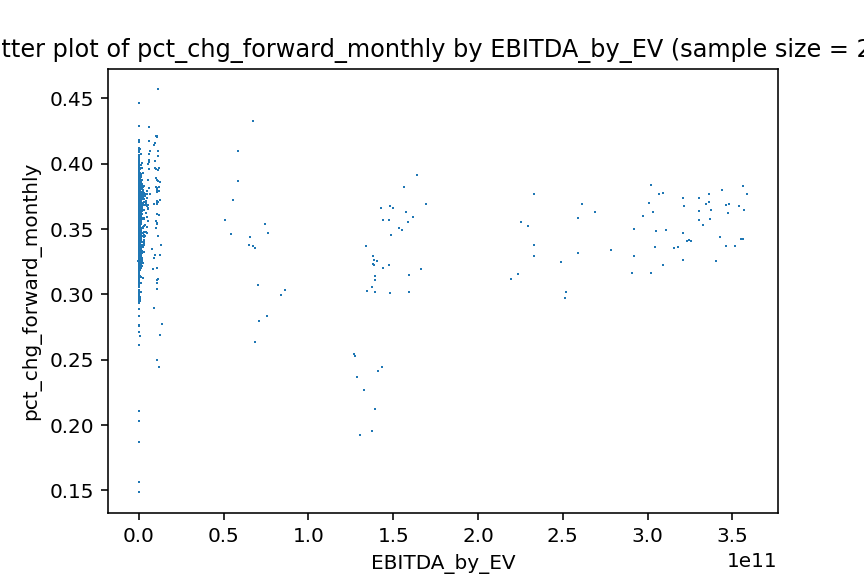 tter plot of pct_chg_forward_monthly by EBITDA_by_EV (sample size = 2
0.45
0.40
0.35
0.30
0.25
0.20
0.15
pct_chg_forward_monthly
0.0 0.5 1.0 1.5 2.0 2.5 3.0 3.5
1e11
EBITDA_by_EV